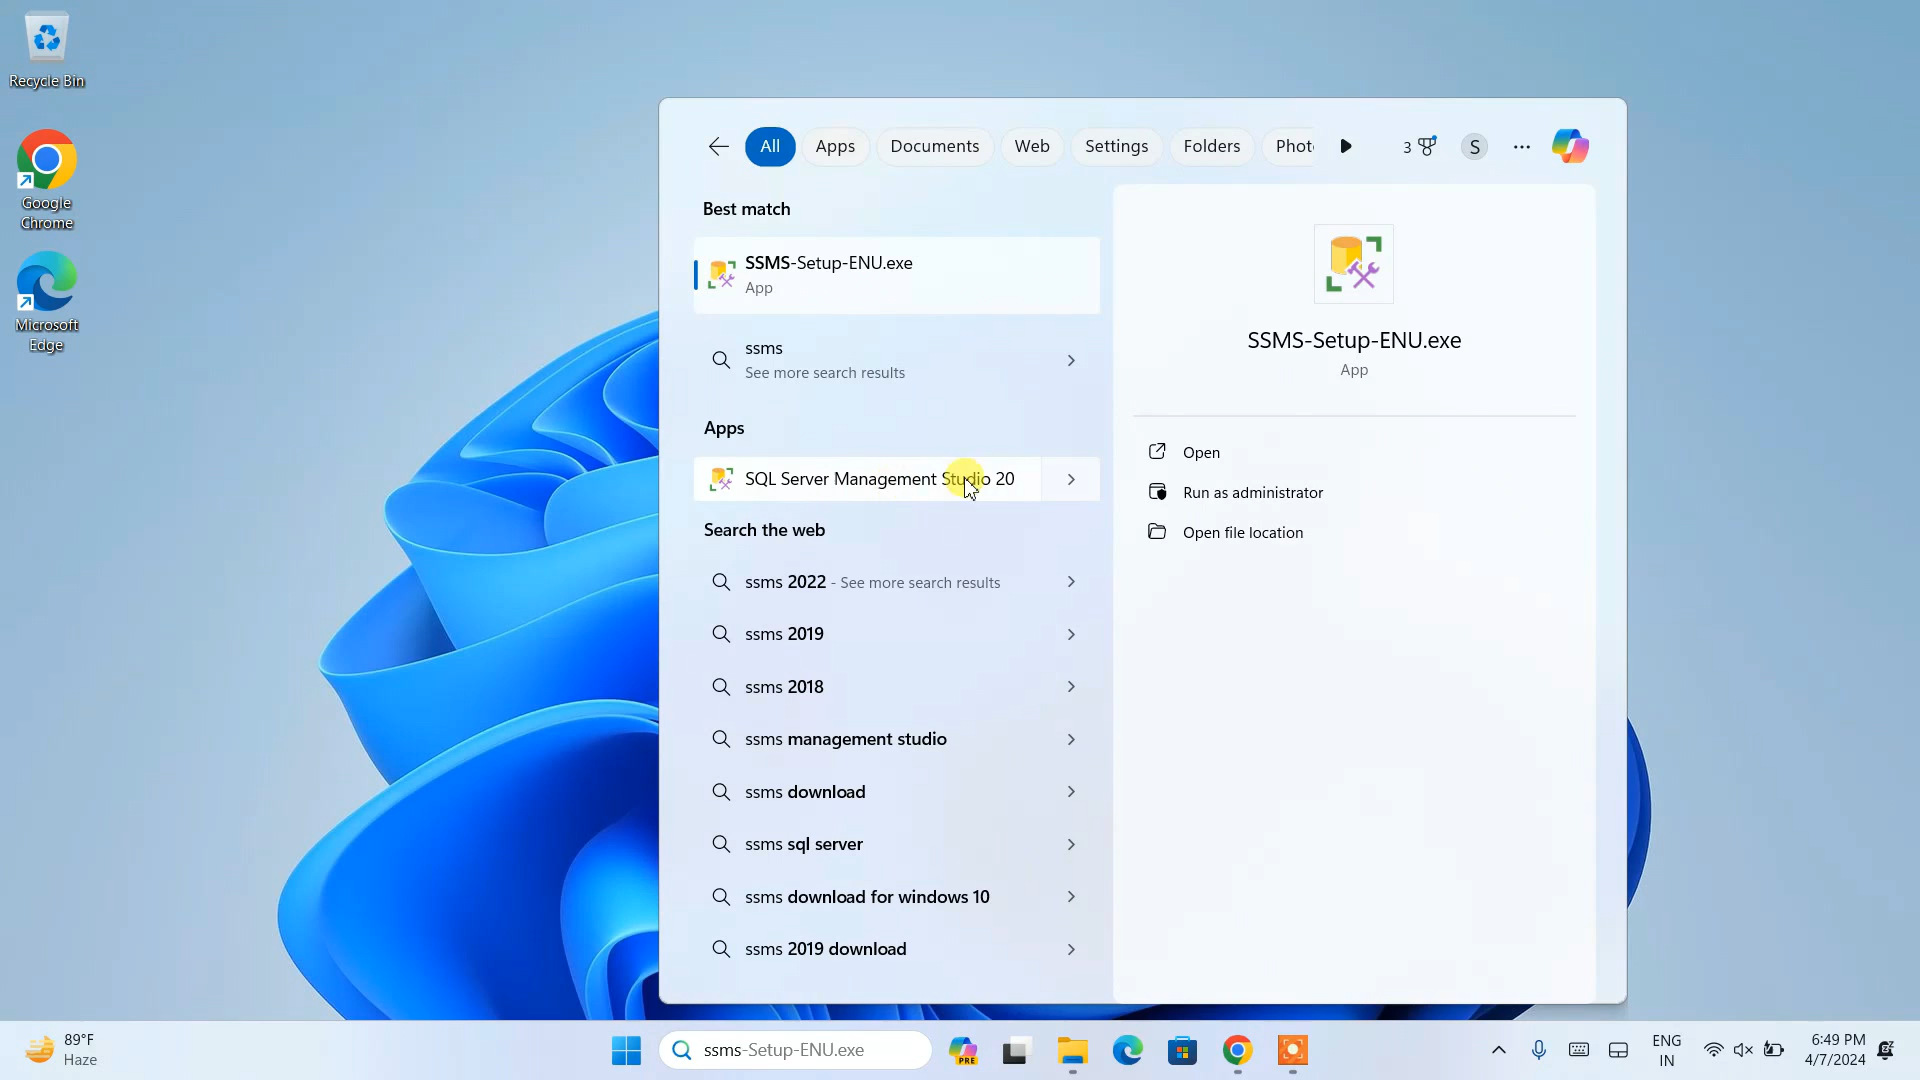 Recycle Bin
Google
Chrome
Microsoft
Edge
All
Apps
Documents
Web
Settings
Folders
Phot
3
S
Best match
SSMS-Setup-ENU.exe
App
ssms
See more search results
Apps
SQL Server Management Studio 20
Search the web
ssms 2022 - See more search results
ssms 2019
ssms 2018
ssms management studio
ssms download
ssms sql server
ssms download for windows 10
ssms 2019 download
SSMS-Setup-ENU.exe
App
Open
Run as administrator
Open file location
89°F
Haze
ssms-Setup-ENU.exe
PRE
ENG
IN
6:49 PM
4/7/2024